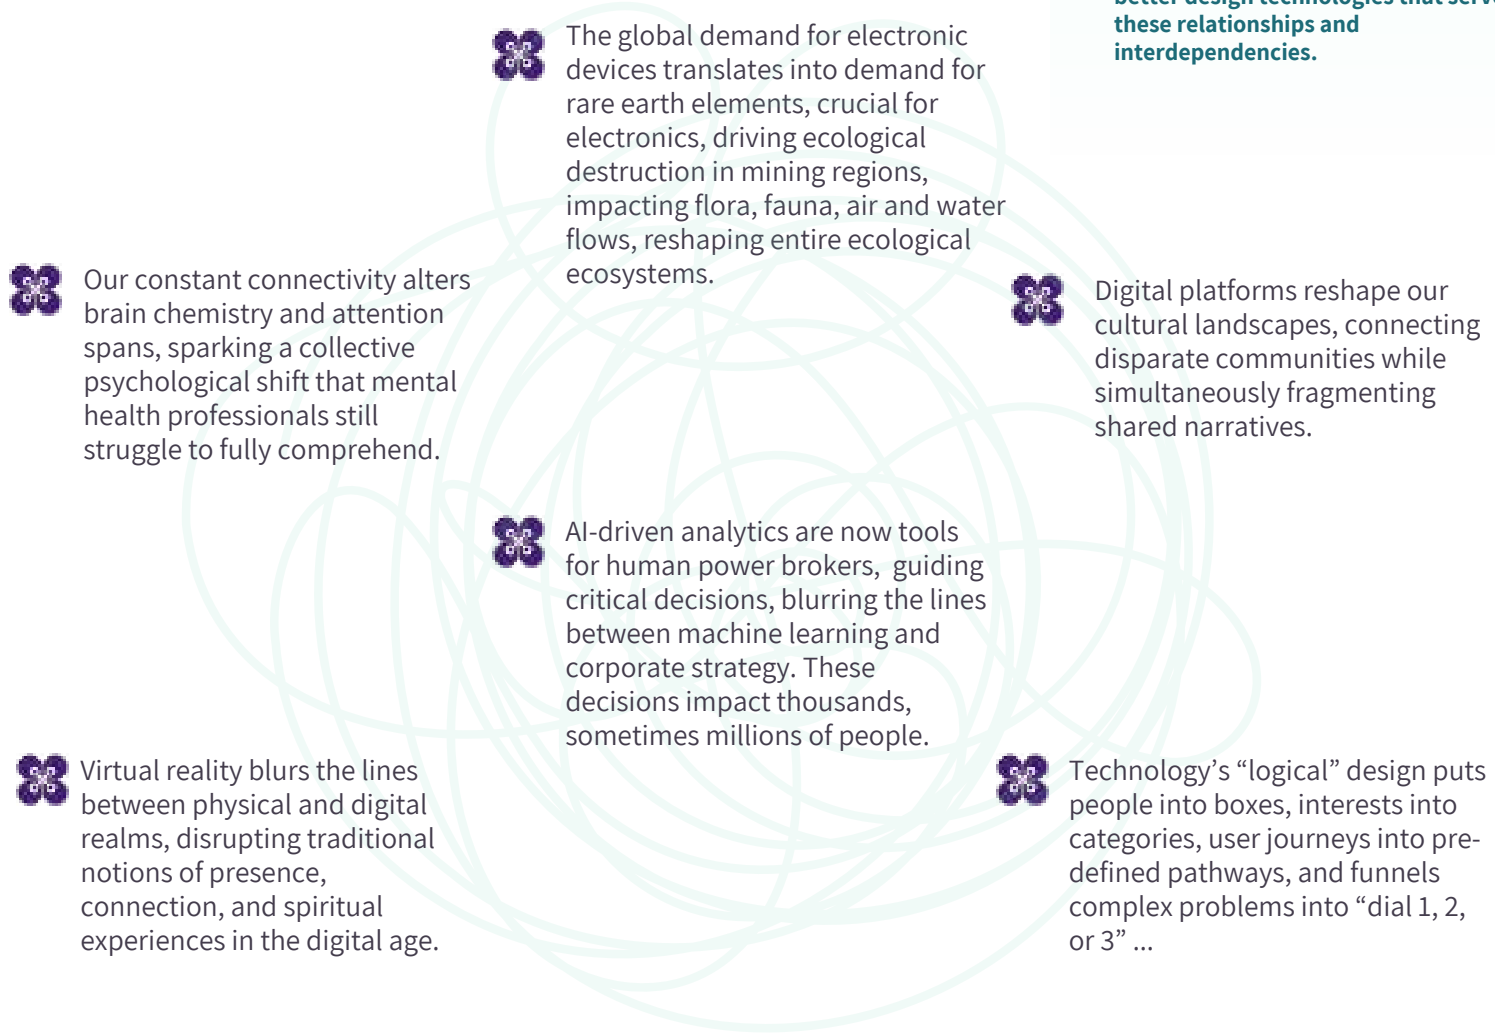 better design technologies that serve
these relationships and
interdependencies.
The global demand for electronic
devices translates into demand for
rare earth elements, crucial for
electronics, driving ecological
destruction in mining regions,
impacting flora, fauna, air and water
flows, reshaping entire ecological
ecosystems.
Our constant connectivity alters
brain chemistry and attention
spans, sparking a collective
psychological shift that mental
health professionals still
struggle to fully comprehend.
Digital platforms reshape our
cultural landscapes, connecting
disparate communities while
simultaneously fragmenting
shared narratives.
AI-driven analytics are now tools
for human power brokers,  guiding
critical decisions, blurring the lines
between machine learning and
corporate strategy. These
decisions impact thousands,
sometimes millions of people.
Virtual reality blurs the lines
between physical and digital
realms, disrupting traditional
notions of presence,
connection, and spiritual
experiences in the digital age.
Technology’s “logical” design puts
people into boxes, interests into
categories, user journeys into pre-
defined pathways, and funnels
complex problems into “dial 1, 2,
or 3” ...